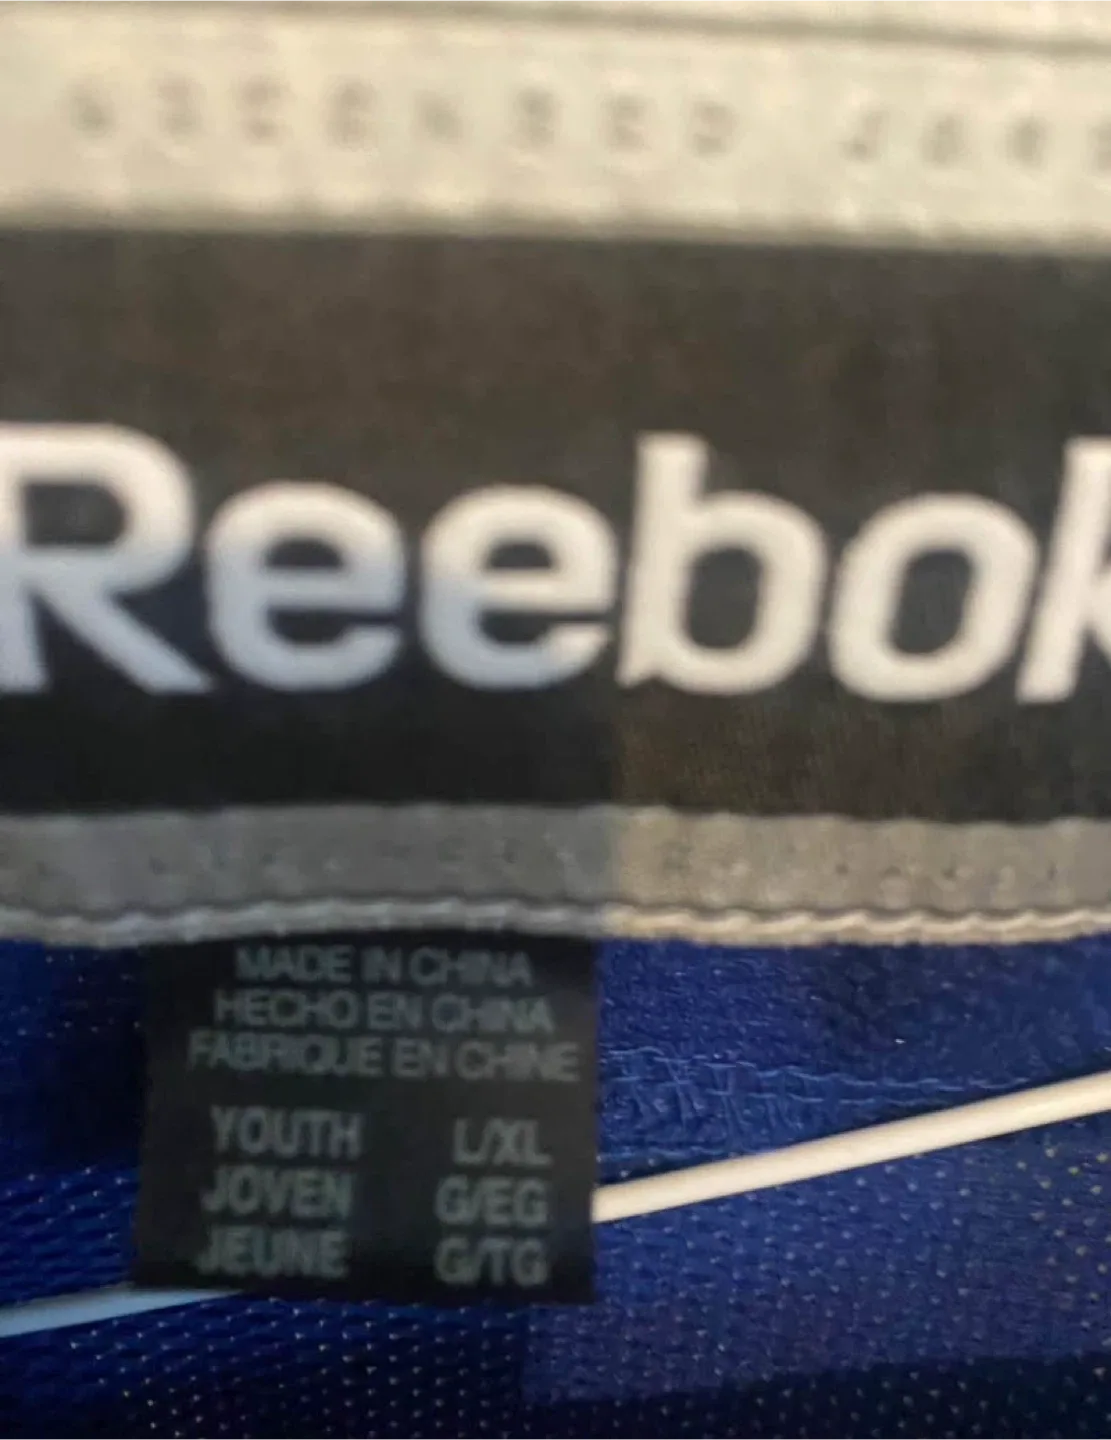 Reebok
MADE IN CHINA
HECHO EN CHINA
FABRIQUE EN CHINE
YOUTH L/XL
JOVEN G/EG
JEUNE G/TG